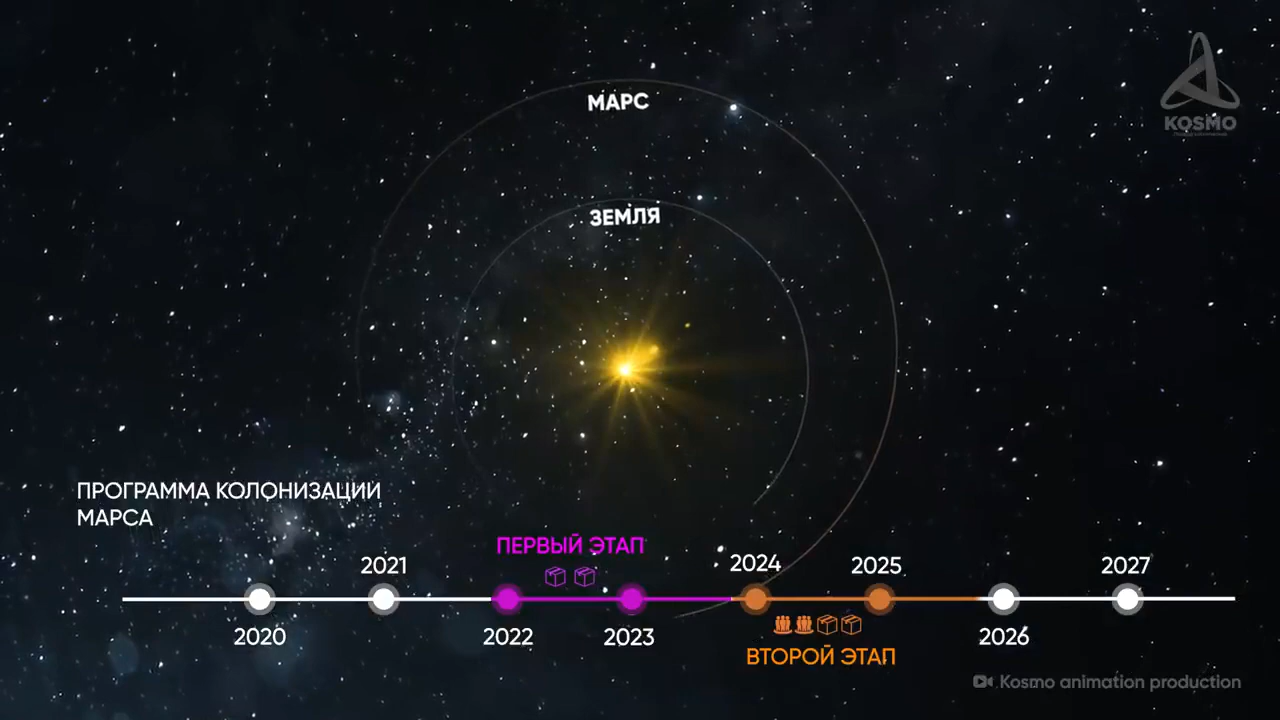 KOSMO
МАРС
ЗЕМЛЯ
ПРОГРАММА КОЛОНИЗАЦИИ
МАРСА
ПЕРВЫЙ ЭТАП
2021
2024
2025
2027
2020
2022
2023
2026
ВТОРОЙ ЭТАП
Kosmo animation production